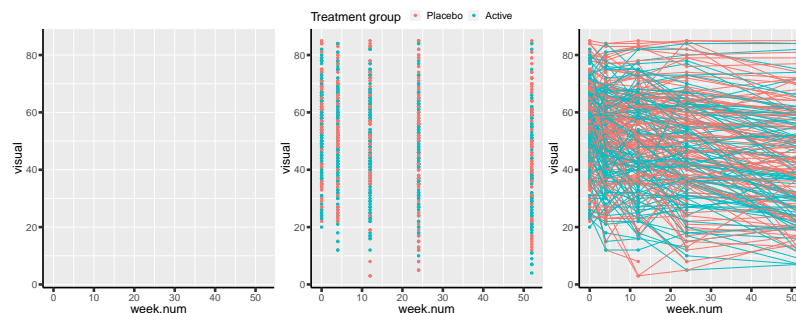 Treatment group Placebo Active
80 80 80
60 60 60
visual visual visual
40 40 40
20 20 20
0 0 0
0 10 20 30 40 50 0 10 20 30 40 50 0 10 20 30 40 50
week.num week.num week.num